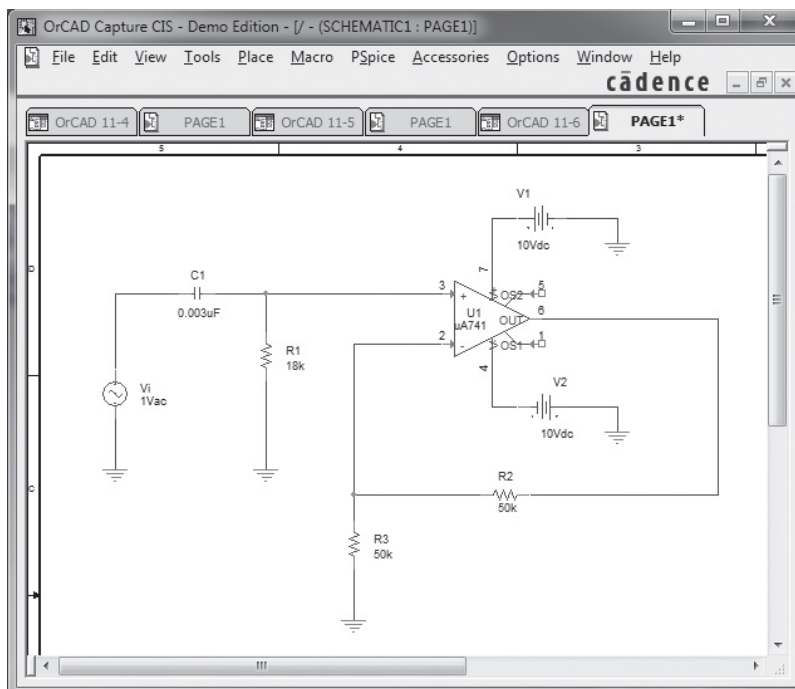 OrCAD Capture CIS - Demo Edition - [/ - (SCHEMATIC1 : PAGE1)]
File Edit View Tools Place Macro PSpice Accessories Options Window Help
cādence
OrCAD 11-4 PAGE1 OrCAD 11-5 PAGE1 OrCAD 11-6 PAGE1*
5 4 3
V1
10Vdc
D
C1
0.003uF
7
3
+
OS2
5
U1
uA741
OUT
6
2
-
OS1
1
4
R1
18k
Vi
1Vac
V2
10Vdc
C
R2
50k
R3
50k